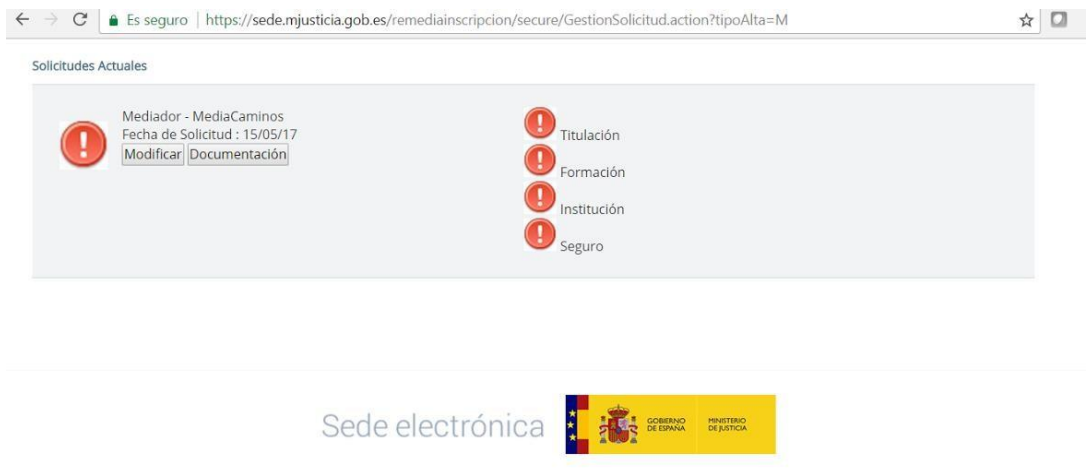 Es seguro | https://sede.mjusticia.gob.es/remediainscripcion/secure/GestionSolicitud.action?tipoAlta=M
Solicitudes Actuales
Mediador - MediaCaminos
Fecha de Solicitud : 15/05/17
Modificar Documentación
Titulación
Formación
Institución
Seguro
Sede electrónica
GOBIERNO
DE ESPAÑA
MINISTERIO
DE JUSTICIA